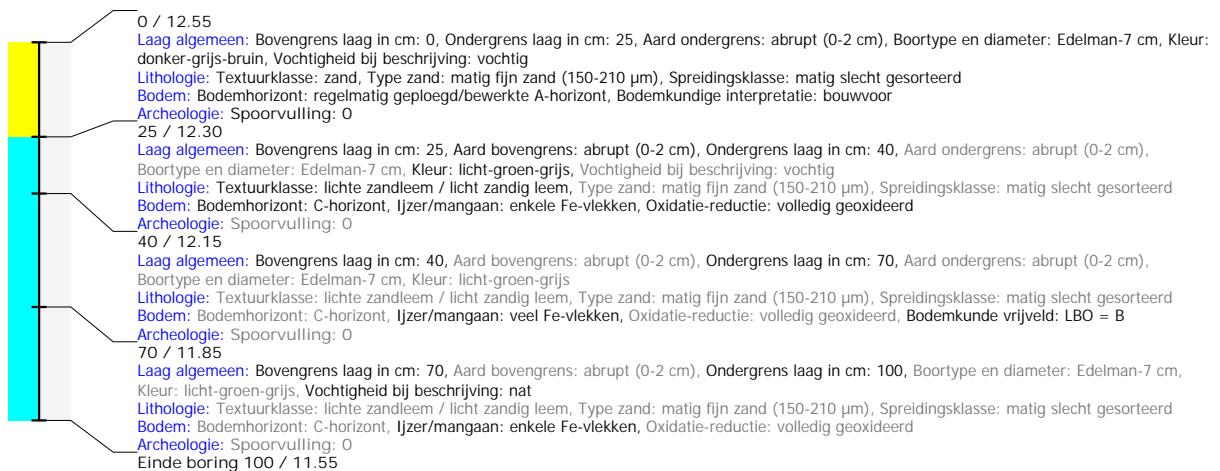 0 / 12.55
Laag algemeen: Bovengrens laag in cm: 0, Ondergrens laag in cm: 25, Aard ondergrens: abrupt (0-2 cm), Boortype en diameter: Edelman-7 cm, Kleur:
donker-grijs-bruin, Vochtigheid bij beschrijving: vochtig
Lithologie: Textuurklasse: zand, Type zand: matig fijn zand (150-210 µm), Spreidingsklasse: matig slecht gesorteerd
Bodem: Bodemhorizont: regelmatig geploegd/bewerkte A-horizont, Bodemkundige interpretatie: bouwvoor
Archeologie: Spoorvulling: 0
25 / 12.30
Laag algemeen: Bovengrens laag in cm: 25, Aard bovengrens: abrupt (0-2 cm), Ondergrens laag in cm: 40, Aard ondergrens: abrupt (0-2 cm),
Boortype en diameter: Edelman-7 cm, Kleur: licht-groen-grijs, Vochtigheid bij beschrijving: vochtig
Lithologie: Textuurklasse: lichte zandleem / licht zandig leem, Type zand: matig fijn zand (150-210 µm), Spreidingsklasse: matig slecht gesorteerd
Bodem: Bodemhorizont: C-horizont, Ijzer/mangaan: enkele Fe-vlekken, Oxidatie-reductie: volledig geoxideerd
Archeologie: Spoorvulling: 0
40 / 12.15
Laag algemeen: Bovengrens laag in cm: 40, Aard bovengrens: abrupt (0-2 cm), Ondergrens laag in cm: 70, Aard ondergrens: abrupt (0-2 cm),
Boortype en diameter: Edelman-7 cm, Kleur: licht-groen-grijs
Lithologie: Textuurklasse: lichte zandleem / licht zandig leem, Type zand: matig fijn zand (150-210 µm), Spreidingsklasse: matig slecht gesorteerd
Bodem: Bodemhorizont: C-horizont, Ijzer/mangaan: veel Fe-vlekken, Oxidatie-reductie: volledig geoxideerd, Bodemkunde vrijveld: LBO = B
Archeologie: Spoorvulling: 0
70 / 11.85
Laag algemeen: Bovengrens laag in cm: 70, Aard bovengrens: abrupt (0-2 cm), Ondergrens laag in cm: 100, Boortype en diameter: Edelman-7 cm,
Kleur: licht-groen-grijs, Vochtigheid bij beschrijving: nat
Lithologie: Textuurklasse: lichte zandleem / licht zandig leem, Type zand: matig fijn zand (150-210 µm), Spreidingsklasse: matig slecht gesorteerd
Bodem: Bodemhorizont: C-horizont, Ijzer/mangaan: enkele Fe-vlekken, Oxidatie-reductie: volledig geoxideerd
Archeologie: Spoorvulling: 0
Einde boring 100 / 11.55